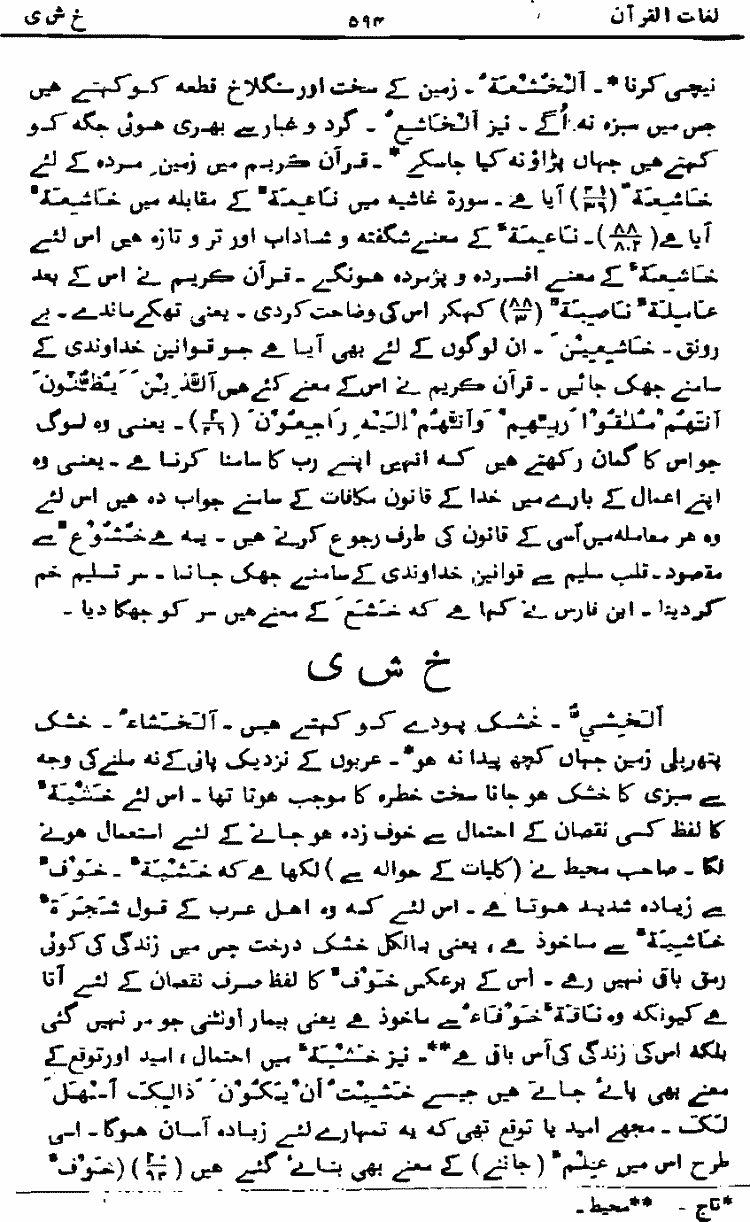 لغات القرآن ۵۹۴ خ ش ی
نیچی کرنا*۔ اَلْخُشْعَةُ۔ زمین کے سخت اور سنگلاخ قطعہ کو کہتے ہیں
جس میں سبزہ نہ اُگے۔ نیز اَلْخَاشِعُ۔ گرد و غبار سے بھری ہوئی جگہ کو
کہتے ہیں جہاں پڑاؤ نہ کیا جاسکے*۔ قرآن کریم میں زمین مردہ کے لئے
خَاشِعَةً (۴۱/۳۹) آیا ہے۔ سورۃ غاشیہ میں نَاعِمَةٌ کے مقابلہ میں خَاشِعَةٌ
آیا ہے (۸۸/۸،۲)۔ نَاعِمَةٌ کے معنے شگفتہ و شاداب اور تر و تازہ ہیں اس لئے
خَاشِعَةٌ کے معنے افسردہ و پژمردہ ہونگے۔ قرآن کریم نے اس کے بعد
عَامِلَةٌ نَاصِبَةٌ (۸۸/۳) کہکر اس کی وضاحت کردی۔ یعنی تھکے ماندے۔ بے
رونق۔ خَاشِعِيْنَ۔ ان لوگوں کے لئے بھی آیا ہے جو قوانین خداوندی کے
سامنے جھک جائیں۔ قرآن کریم نے اس کے معنے کئے ہیں اَلَّذِيْنَ يَظُنُّوْنَ
اَنَّهُمْ مُلٰقُوْا رَبِّهِمْ وَاَنَّهُمْ اِلَيْهِ رَاجِعُوْنَ (۲/۴۶)۔ یعنی وہ لوگ
جو اس کا گمان رکھتے ہیں کہ انہیں اپنے رب کا سامنا کرنا ہے۔ یعنی وہ
اپنے اعمال کے بارے میں خدا کے قانون مکافات کے سامنے جواب دہ ہیں اس لئے
وہ ہر معاملہ میں اُسی کے قانون کی طرف رجوع کرتے ہیں۔ یہ ہے خُشُوْعٌ سے
مقصود۔ قلب سلیم سے قوانین خداوندی کے سامنے جھک جانا۔ سر تسلیم خم
کر دینا۔ ابن فارس نے کہا ہے کہ خَشَعَ کے معنے ہیں سر کو جھکا دیا۔
خ ش ی
اَلْخَشِيُّ۔ خُشک پودے کو کہتے ہیں۔ اَلْخَشَاءُ۔ خشک
پتھریلی زمین جہاں کچھ پیدا نہ ہو*۔ عربوں کے نزدیک پانی کے نہ ملنے کی وجہ
سے سبزی کا خشک ہو جانا سخت خطرہ کا موجب ہوتا تھا۔ اس لئے خَشْيَةٌ
کا لفظ کسی نقصان کے احتمال سے خوف زدہ ہو جانے کے لئے استعمال ہونے
لگا۔ صاحب محیط نے (کلیات کے حوالہ سے) لکھا ہے کہ خَشْيَةٌ۔ خَوْفٌ
سے زیادہ شدید ہوتا ہے۔ اس لئے کہ وہ اہل عرب کے قول شَجَرَةٌ
خَاشِيَةٌ سے ماخوذ ہے، یعنی بالکل خشک درخت جس میں زندگی کی کوئی
رمق باقی نہیں رہے۔ اس کے برعکس خَوْفٌ کا لفظ صرف نقصان کے لئے آتا
ہے کیونکہ وہ نَاقَةٌ خَوْفَاءُ سے ماخوذ ہے یعنی بیمار اونٹنی جو مر نہیں گئی
بلکہ اس کی زندگی کی آس باقی ہے**۔ نیز خَشْيَةٌ میں احتمال، امید اور توقع کے
معنے بھی پائے جاتے ہیں جیسے خَشِيْتُ اَنْ يَكُوْنَ ذَالِكَ اَسْهَلَ
لَكَ۔ مجھے امید یا توقع تھی کہ یہ تمہارے لئے زیادہ آسان ہوگا۔ اسی
طرح اس میں عِلْمٌ (جاننے) کے معنے بھی بتائے گئے ہیں (۲۰/۹۴) (خَوْفٌ
*تاج ۔ **محیط۔